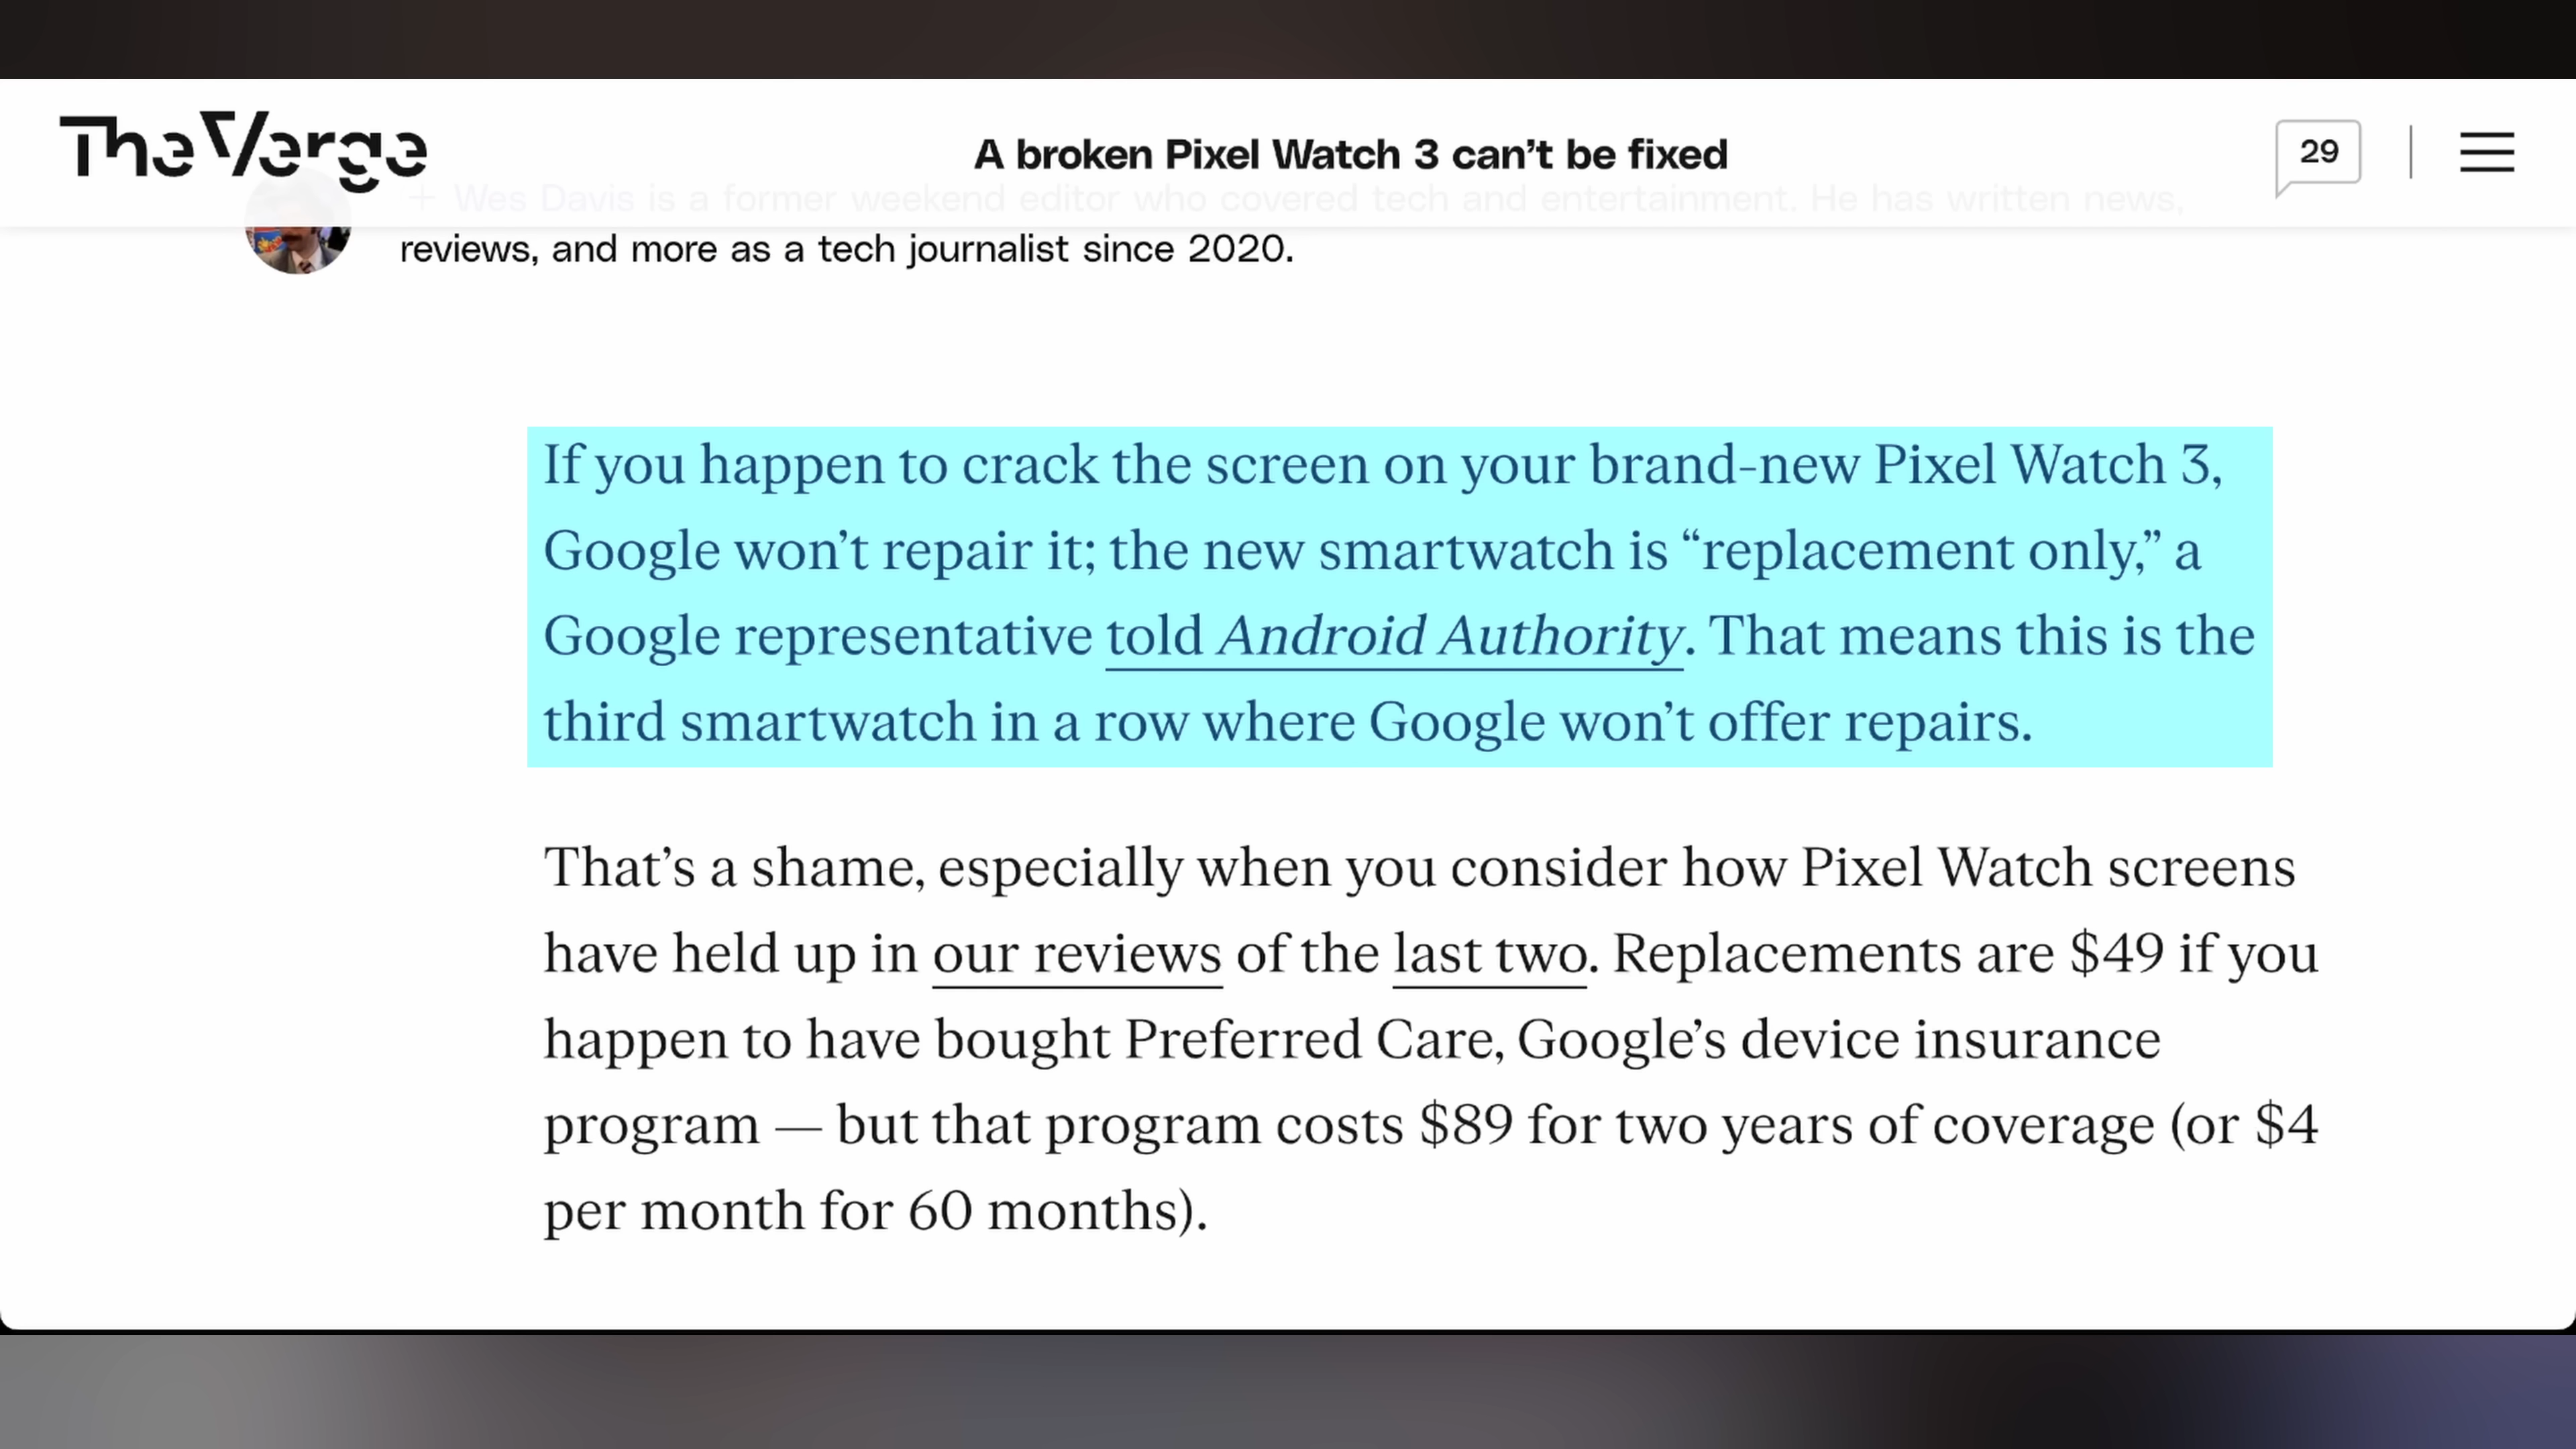 The Verge
A broken Pixel Watch 3 can’t be fixed
29
+ Wes Davis is a former weekend editor who covered tech and entertainment. He has written news,
reviews, and more as a tech journalist since 2020.
If you happen to crack the screen on your brand-new Pixel Watch 3,
Google won’t repair it; the new smartwatch is “replacement only,” a
Google representative told Android Authority. That means this is the
third smartwatch in a row where Google won’t offer repairs.
That’s a shame, especially when you consider how Pixel Watch screens
have held up in our reviews of the last two. Replacements are $49 if you
happen to have bought Preferred Care, Google’s device insurance
program — but that program costs $89 for two years of coverage (or $4
per month for 60 months).